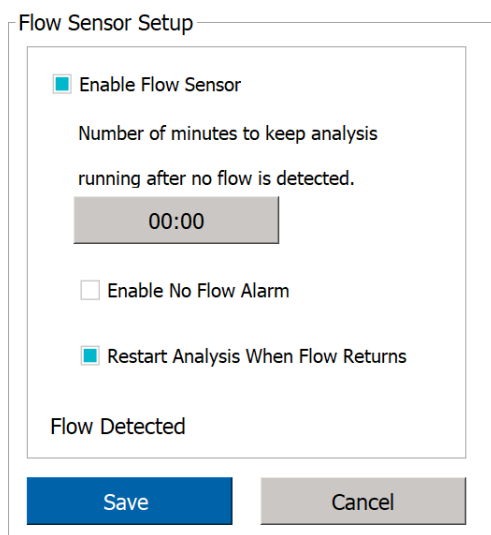 Flow Sensor Setup
Enable Flow Sensor
Number of minutes to keep analysis
running after no flow is detected.
00:00
Enable No Flow Alarm
Restart Analysis When Flow Returns
Flow Detected
Save
Cancel